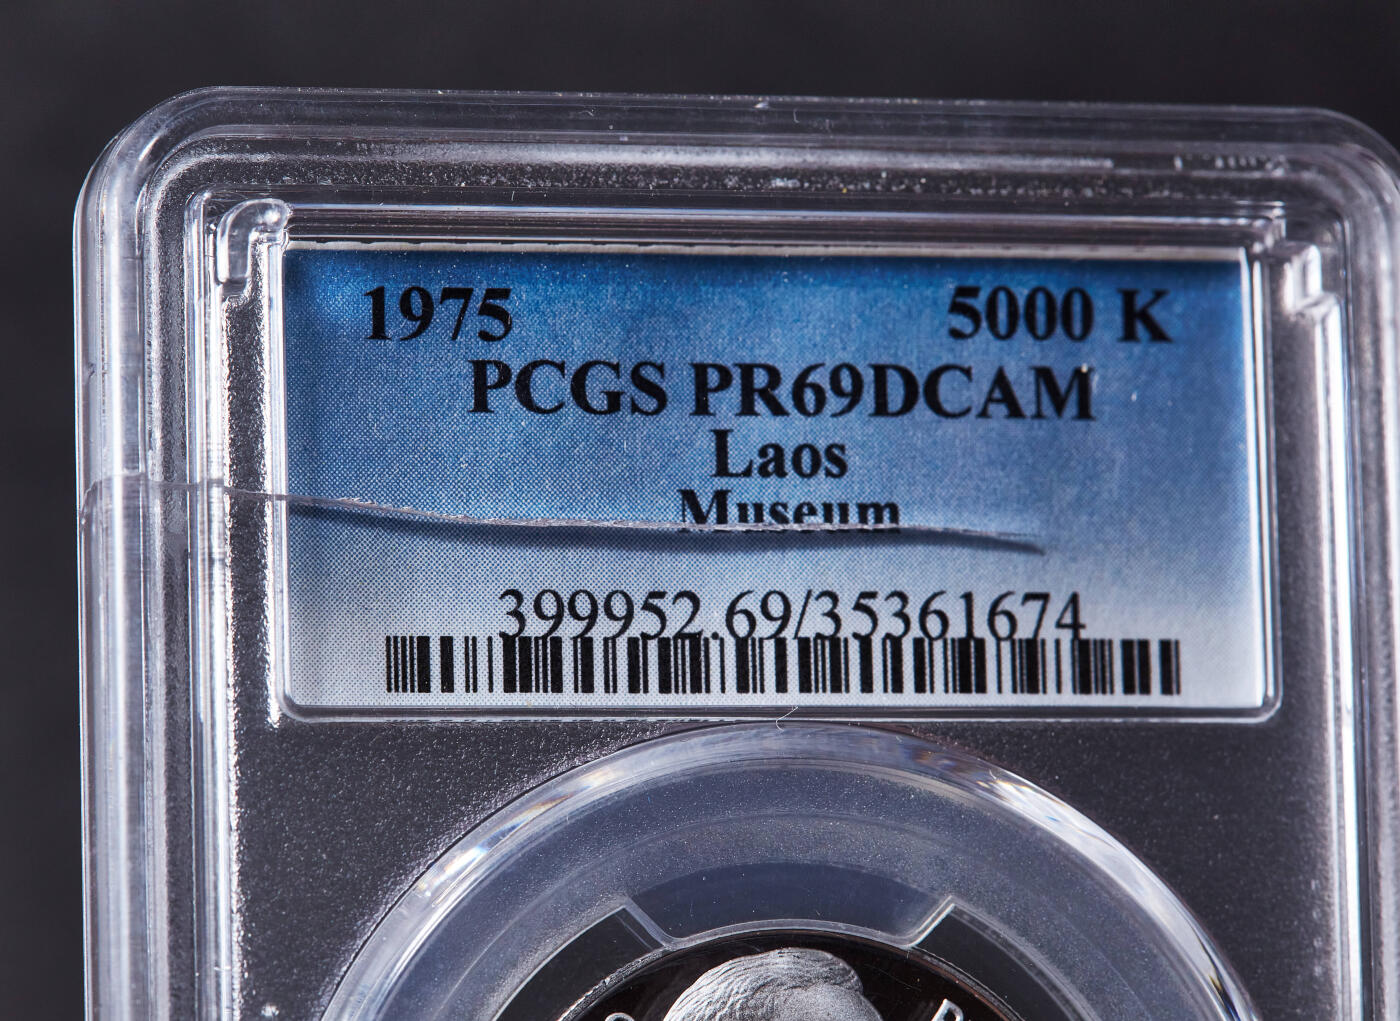 1975 5000 K
PCGS PR69DCAM
Laos
Museum
399952.69/35361674